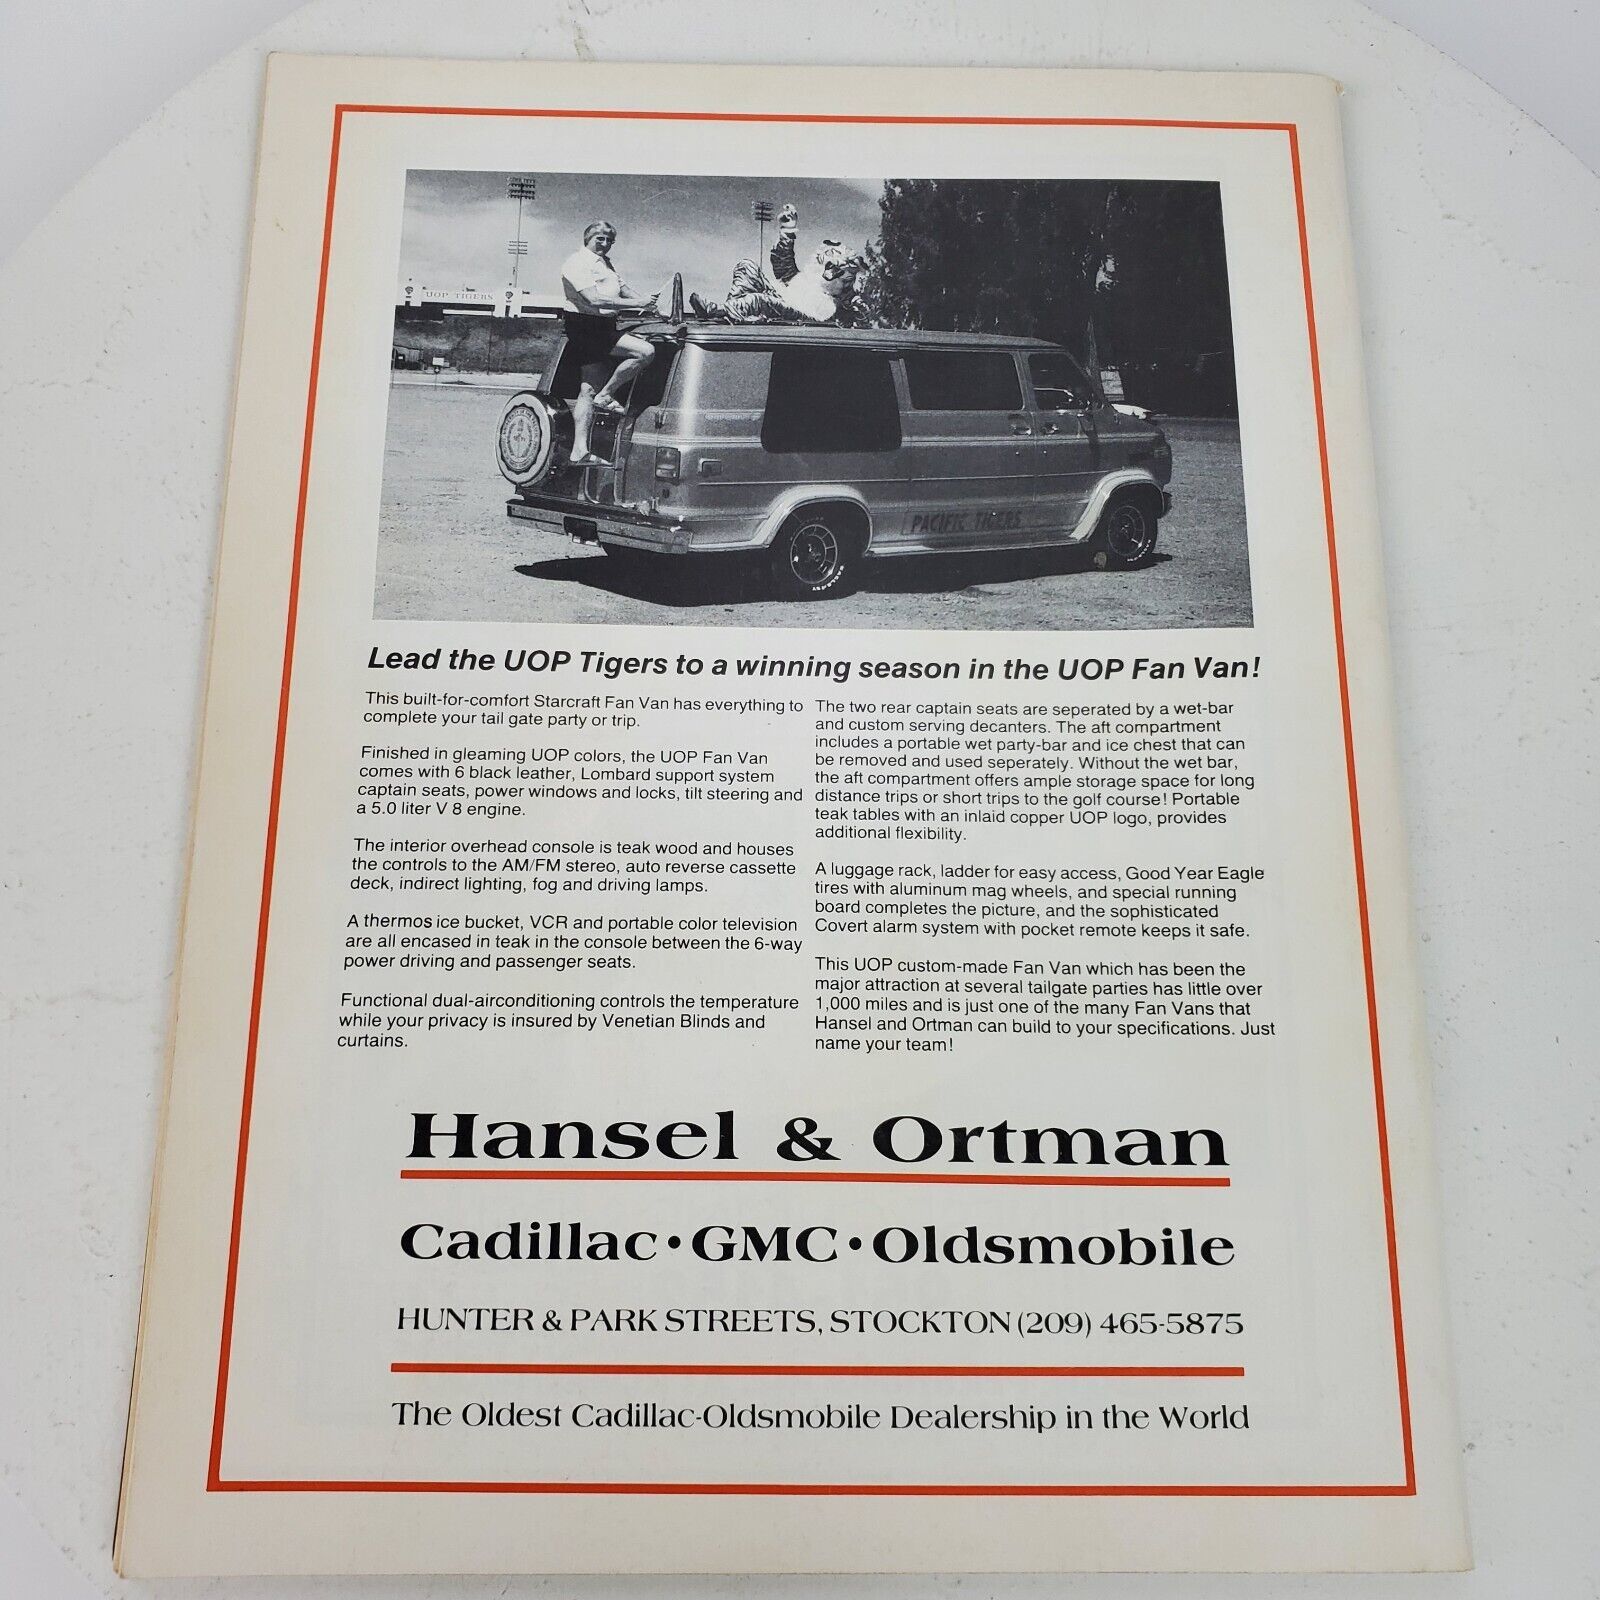 UOP TIGERS
PACIFIC TIGERS
Lead the UOP Tigers to a winning season in the UOP Fan Van!
This built-for-comfort Starcraft Fan Van has everything to
complete your tail gate party or trip.
Finished in gleaming UOP colors, the UOP Fan Van
comes with 6 black leather, Lombard support system
captain seats, power windows and locks, tilt steering and
a 5.0 liter V 8 engine.
The interior overhead console is teak wood and houses
the controls to the AM/FM stereo, auto reverse cassette
deck, indirect lighting, fog and driving lamps.
A thermos ice bucket, VCR and portable color television
are all encased in teak in the console between the 6-way
power driving and passenger seats.
Functional dual-airconditioning controls the temperature
while your privacy is insured by Venetian Blinds and
curtains.
The two rear captain seats are seperated by a wet-bar
and custom serving decanters. The aft compartment
includes a portable wet party-bar and ice chest that can
be removed and used seperately. Without the wet bar,
the aft compartment offers ample storage space for long
distance trips or short trips to the golf course! Portable
teak tables with an inlaid copper UOP logo, provides
additional flexibility.
A luggage rack, ladder for easy access, Good Year Eagle
tires with aluminum mag wheels, and special running
board completes the picture, and the sophisticated
Covert alarm system with pocket remote keeps it safe.
This UOP custom-made Fan Van which has been the
major attraction at several tailgate parties has little over
1,000 miles and is just one of the many Fan Vans that
Hansel and Ortman can build to your specifications. Just
name your team!
Hansel & Ortman
Cadillac • GMC • Oldsmobile
HUNTER & PARK STREETS, STOCKTON (209) 465-5875
The Oldest Cadillac-Oldsmobile Dealership in the World